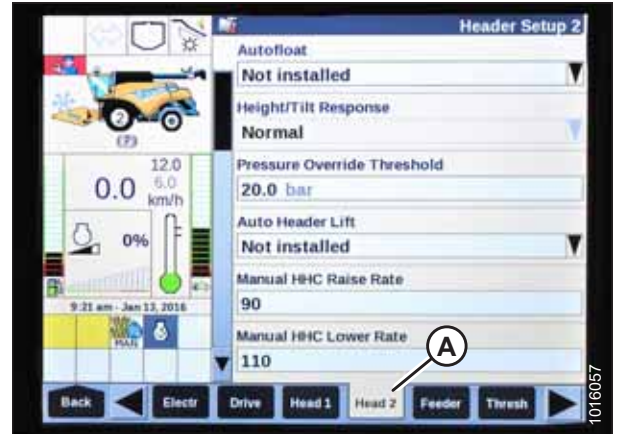 Header Setup 2
Autofloat
Not installed
Height/Tilt Response
Normal
Pressure Override Threshold
20.0 bar
Auto Header Lift
Not installed
Manual HHC Raise Rate
90
Manual HHC Lower Rate
110
2
(P)
12.0
0.0 6.0
km/h
0%
9:21 am - Jan 13, 2016
MAN
A
Back Electr Drive Head 1 Head 2 Feeder Thresh
1016057